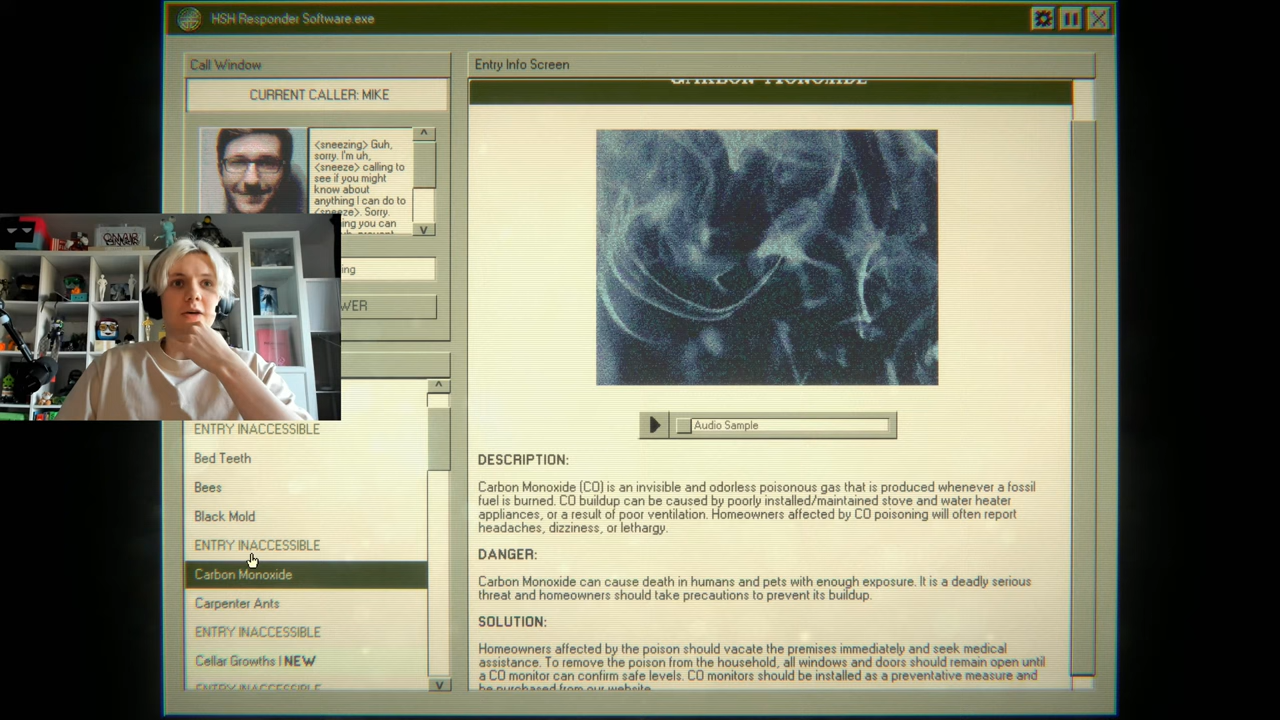 HSH Responder Software.exe
Call Window
CURRENT CALLER: MIKE
<sneezing> Guh,
sorry. I'm uh,
<sneeze> calling to
see if you might
know about
anything I can do to
<sneeze>. Sorry.
you can
ENTRY INACCESSIBLE
Bed Teeth
Bees
Black Mold
ENTRY INACCESSIBLE
Carbon Monoxide
Carpenter Ants
ENTRY INACCESSIBLE
Cellar Growths | NEW
ENTRY INACCESSIBLE
Entry Info Screen
CARBON MONOXIDE
Audio Sample
DESCRIPTION:
Carbon Monoxide (CO) is an invisible and odorless poisonous gas that is produced whenever a fossil
fuel is burned. CO buildup can be caused by poorly installed/maintained stove and water heater
appliances, or a result of poor ventilation. Homeowners affected by CO poisoning will often report
headaches, dizziness, or lethargy.
DANGER:
Carbon Monoxide can cause death in humans and pets with enough exposure. It is a deadly serious
threat and homeowners should take precautions to prevent its buildup.
SOLUTION:
Homeowners affected by the poison should vacate the premises immediately and seek medical
assistance. To remove the poison from the household, all windows and doors should remain open until
a CO monitor can confirm safe levels. CO monitors should be installed as a preventative measure and
be purchased from our website.